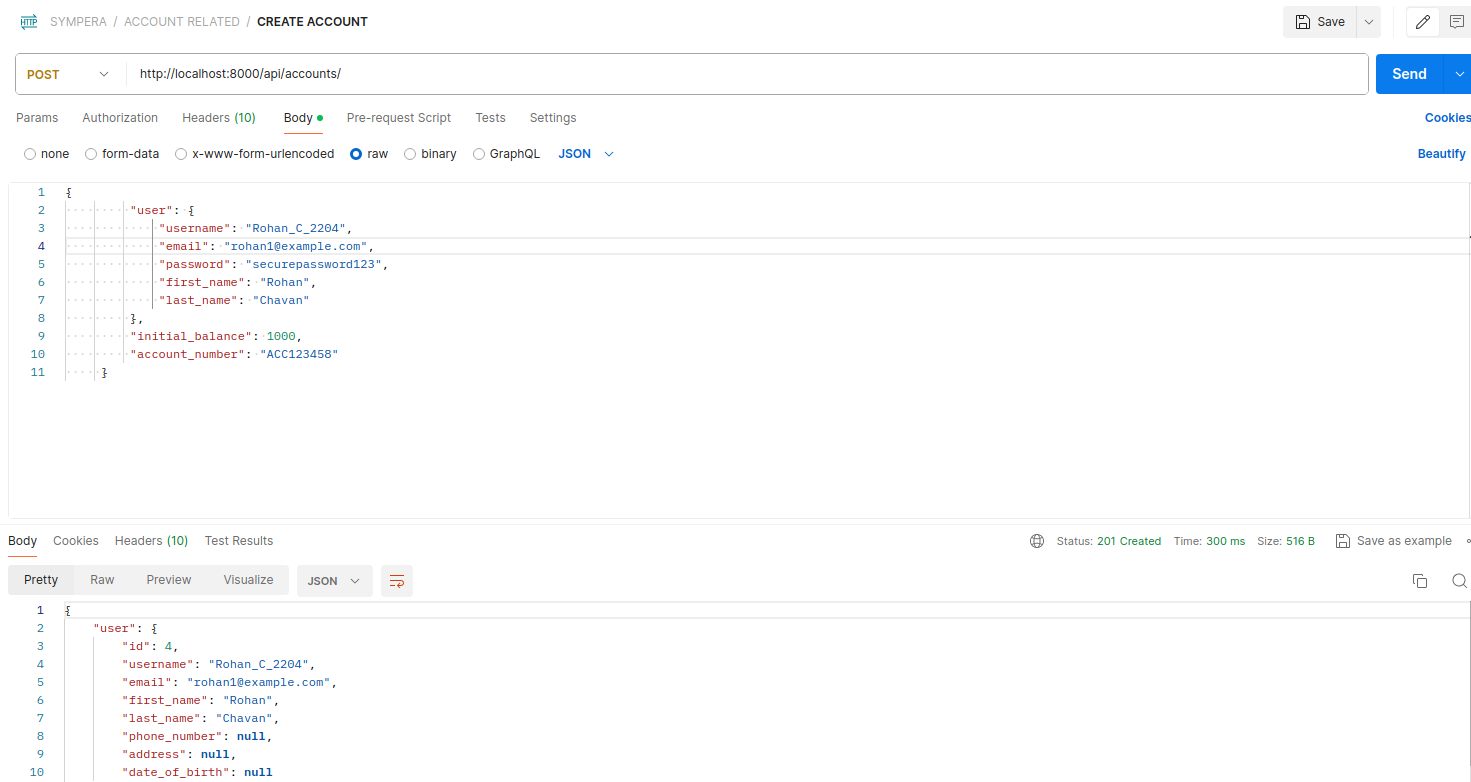 HTTP SYMPERA / ACCOUNT RELATED / CREATE ACCOUNT Save
POST http://localhost:8000/api/accounts/ Send
Params Authorization Headers (10) Body Pre-request Script Tests Settings Cookies
none form-data x-www-form-urlencoded raw binary GraphQL JSON Beautify
1 {
2 "user": {
3 "username": "Rohan_C_2204",
4 "email": "rohan1@example.com",
5 "password": "securepassword123",
6 "first_name": "Rohan",
7 "last_name": "Chavan"
8 },
9 "initial_balance": 1000,
10 "account_number": "ACC123458"
11 }
Body Cookies Headers (10) Test Results Status: 201 Created Time: 300 ms Size: 516 B Save as example
Pretty Raw Preview Visualize JSON
1 {
2 "user": {
3 "id": 4,
4 "username": "Rohan_C_2204",
5 "email": "rohan1@example.com",
6 "first_name": "Rohan",
7 "last_name": "Chavan",
8 "phone_number": null,
9 "address": null,
10 "date_of_birth": null